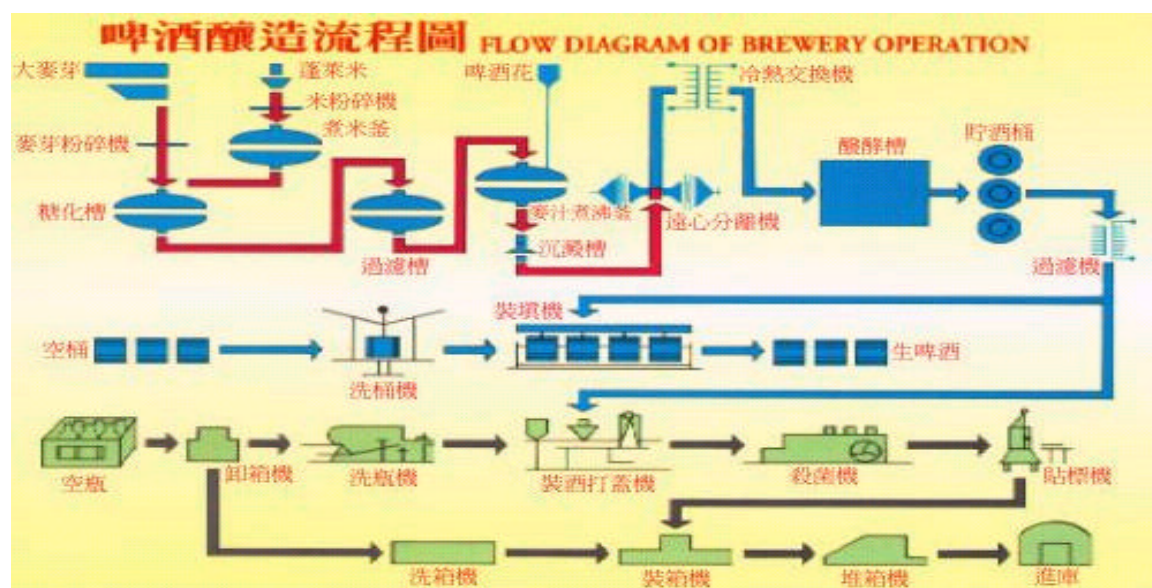 啤酒釀造流程圖 FLOW DIAGRAM OF BREWERY OPERATION
大麥芽
蓬萊米
啤酒花
冷熱交換機
米粉碎機
煮米釜
麥芽粉碎機
醱酵槽
貯酒桶
糖化槽
麥汁煮沸釜
遠心分離機
沉澱槽
過濾槽
過濾機
裝填機
空桶
生啤酒
洗桶機
空瓶
卸箱機
洗瓶機
裝酒打蓋機
殺菌機
貼標機
洗箱機
裝箱機
堆箱機
進庫